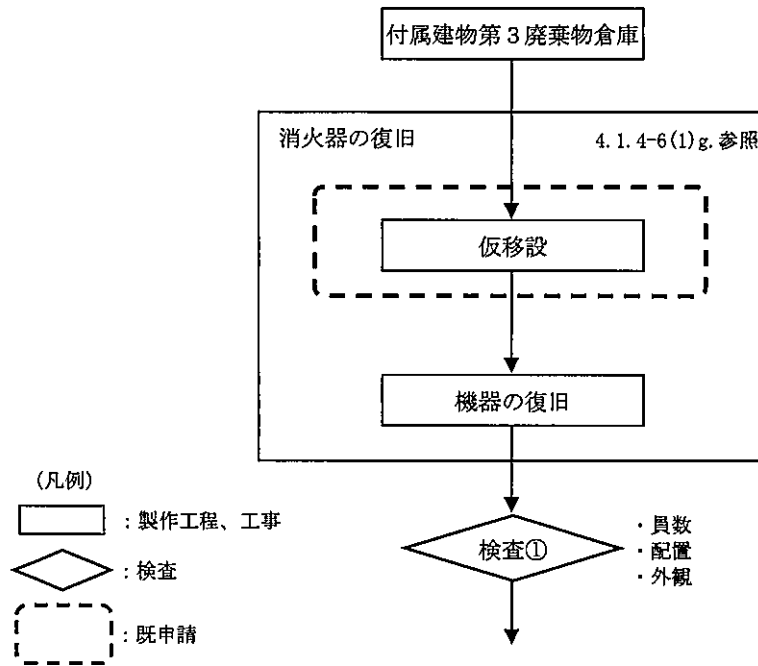 付属建物第3廃棄物倉庫
消火器の復旧
4.1.4-6(1)g.参照
仮移設
機器の復旧
検査①
・員数
・配置
・外観
(凡例)
：製作工程、工事
：検査
：既申請